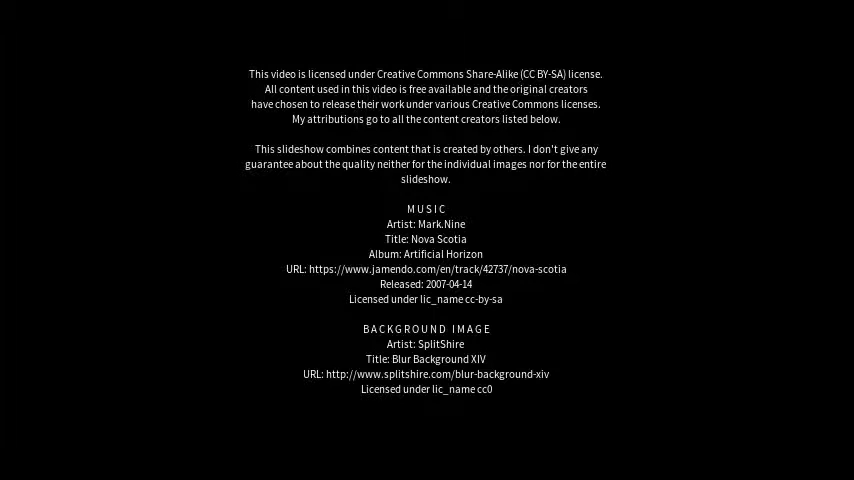 This video is licensed under Creative Commons Share-Alike (CC BY-SA) license.
All content used in this video is free available and the original creators
have chosen to release their work under various Creative Commons licenses.
My attributions go to all the content creators listed below.
This slideshow combines content that is created by others. I don't give any
guarantee about the quality neither for the individual images nor for the entire
slideshow.
MUSIC
Artist: Mark.Nine
Title: Nova Scotia
Album: Artificial Horizon
URL: https://www.jamendo.com/en/track/42737/nova-scotia
Released: 2007-04-14
Licensed under lic_name cc-by-sa
BACKGROUND IMAGE
Artist: SplitShire
Title: Blur Background XIV
URL: http://www.splitshire.com/blur-background-xiv
Licensed under lic_name cc0